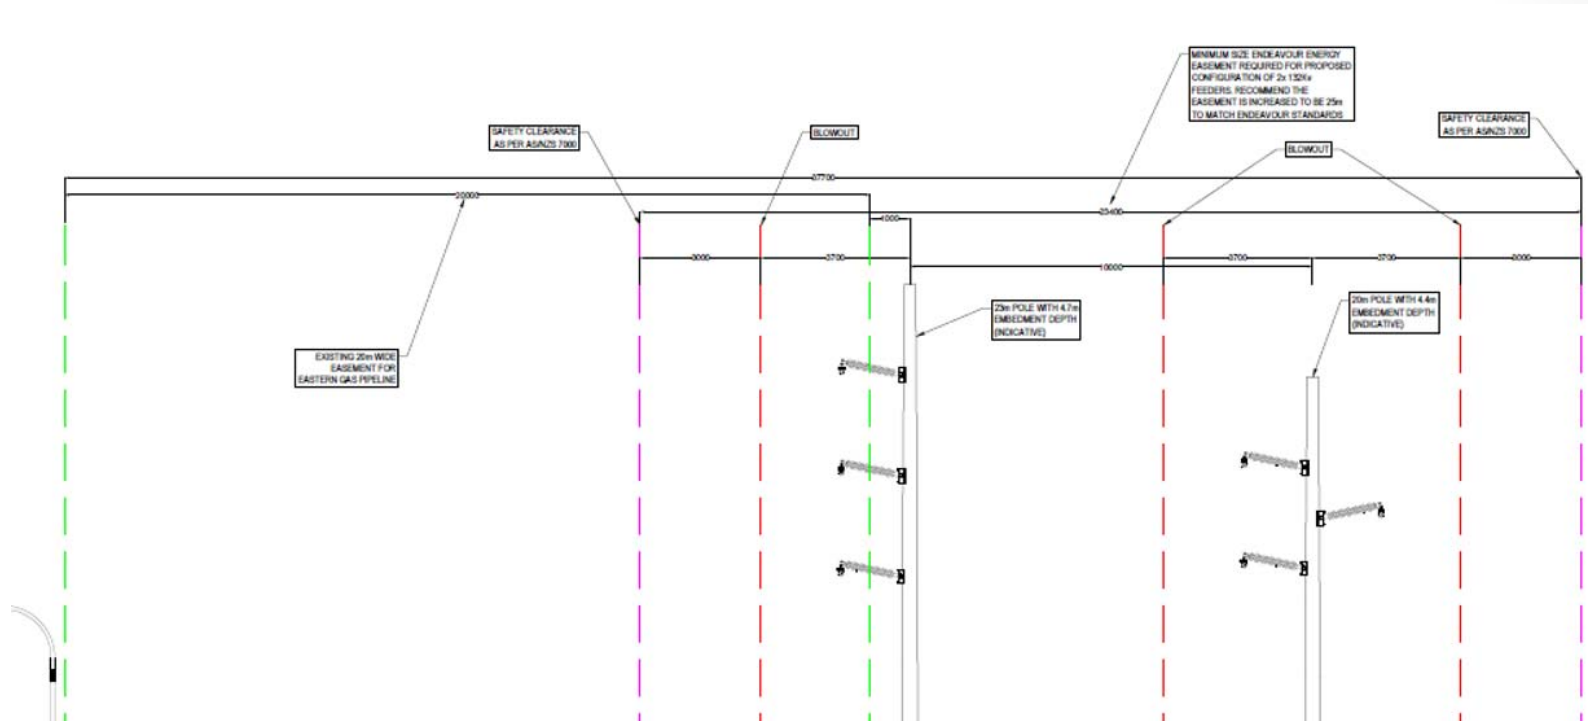 MINIMUM SIZE ENDEAVOUR ENERGY
EASEMENT REQUIRED FOR PROPOSED
CONFIGURATION OF 2x 132Kv
FEEDERS. RECOMMEND THE
EASEMENT IS INCREASED TO BE 25m
TO MATCH ENDEAVOUR STANDARDS
SAFETY CLEARANCE
AS PER AS/NZS 7000
BLOWOUT
SAFETY CLEARANCE
AS PER AS/NZS 7000
BLOWOUT
37700
20000
23400
1000
3000
3700
10000
3700
3700
3000
23m POLE WITH 4.7m
EMBEDMENT DEPTH
(INDICATIVE)
20m POLE WITH 4.4m
EMBEDMENT DEPTH
(INDICATIVE)
EXISTING 20m WIDE
EASEMENT FOR
EASTERN GAS PIPELINE